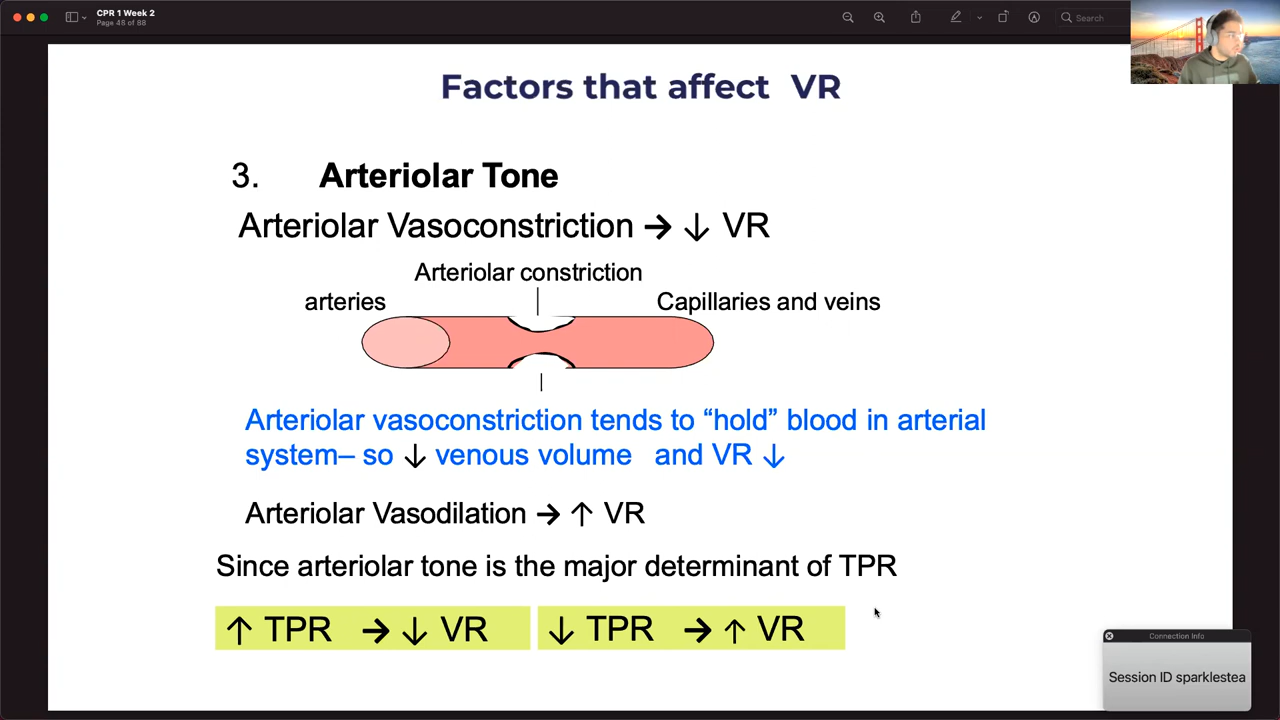 CPR 1 Week 2
Page 48 of 88
Search
Factors that affect VR
3. Arteriolar Tone
Arteriolar Vasoconstriction → ↓ VR
Arteriolar constriction
arteries
Capillaries and veins
Arteriolar vasoconstriction tends to “hold” blood in arterial
system– so ↓ venous volume and VR ↓
Arteriolar Vasodilation → ↑ VR
Since arteriolar tone is the major determinant of TPR
↑ TPR → ↓ VR ↓ TPR → ↑ VR
Connection Info
Session ID sparklestea